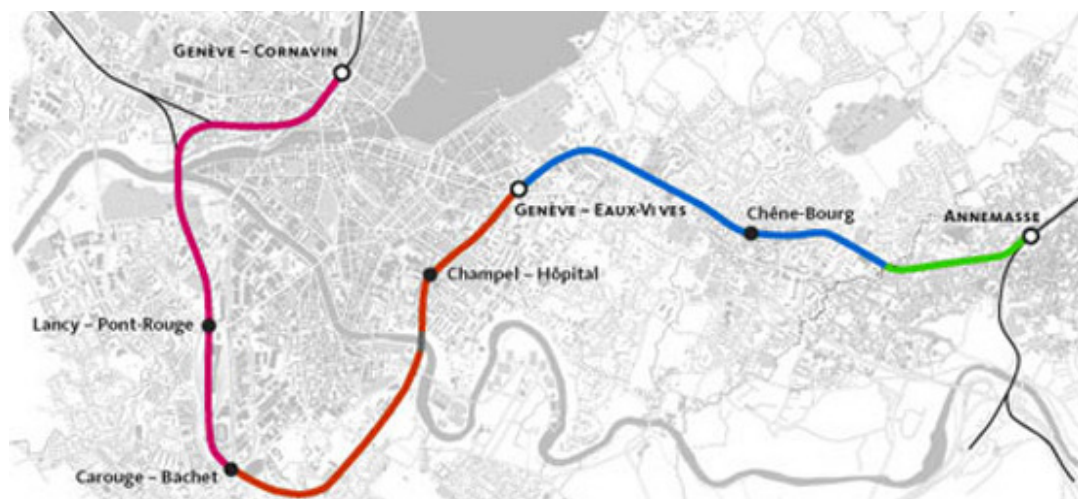 GENÈVE – CORNAVIN
GENÈVE – EAUX-VIVES
Chêne-Bourg
ANNEMASSE
Champel – Hôpital
Lancy – Pont-Rouge
Carouge – Bachet